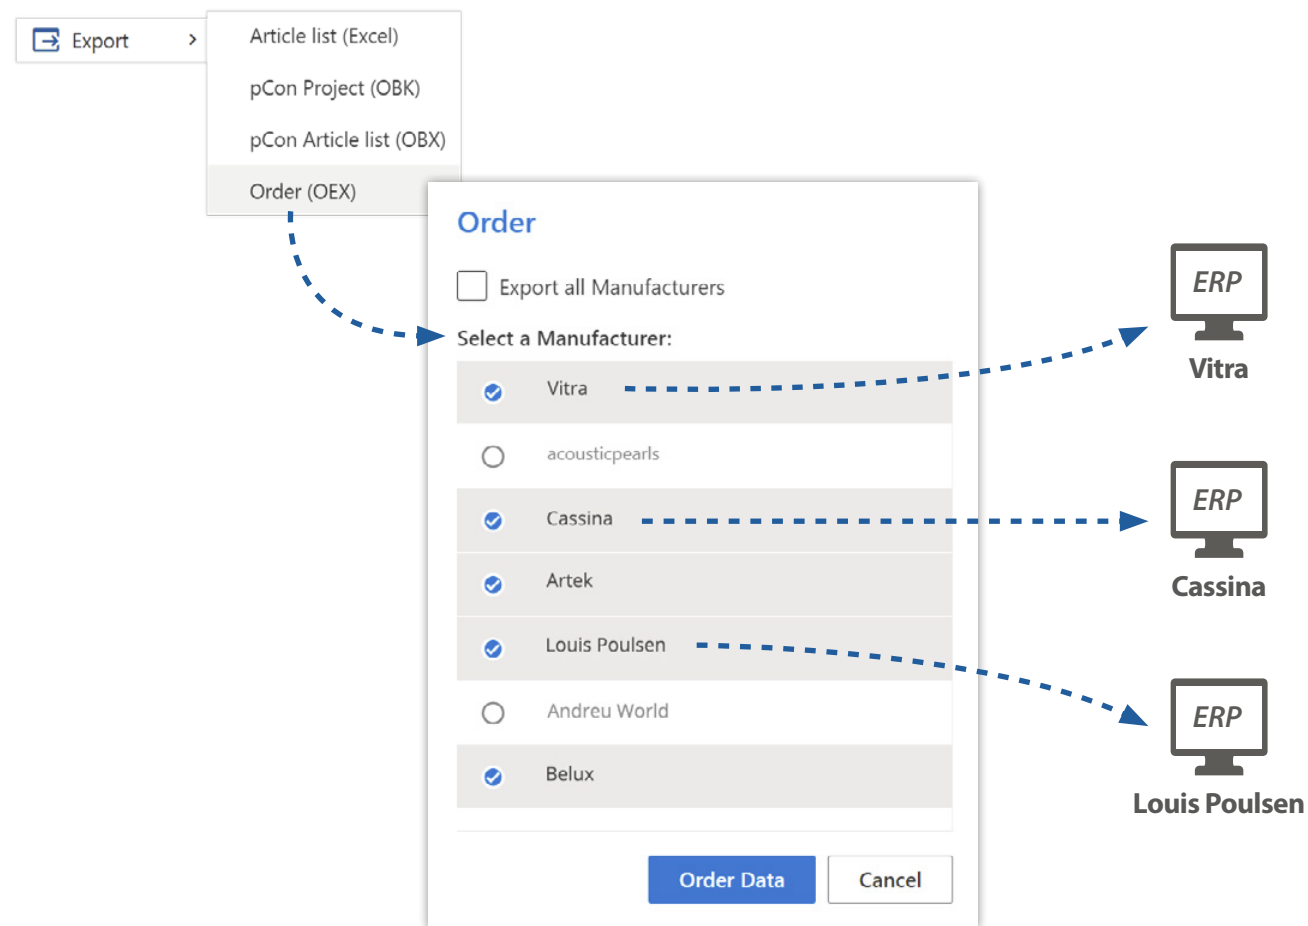 Export
Article list (Excel)
pCon Project (OBK)
pCon Article list (OBX)
Order (OEX)
Order
Export all Manufacturers
Select a Manufacturer:
Vitra
acousticpearls
Cassina
Artek
Louis Poulsen
Andreu World
Belux
Order Data
Cancel
ERP
Vitra
ERP
Cassina
ERP
Louis Poulsen